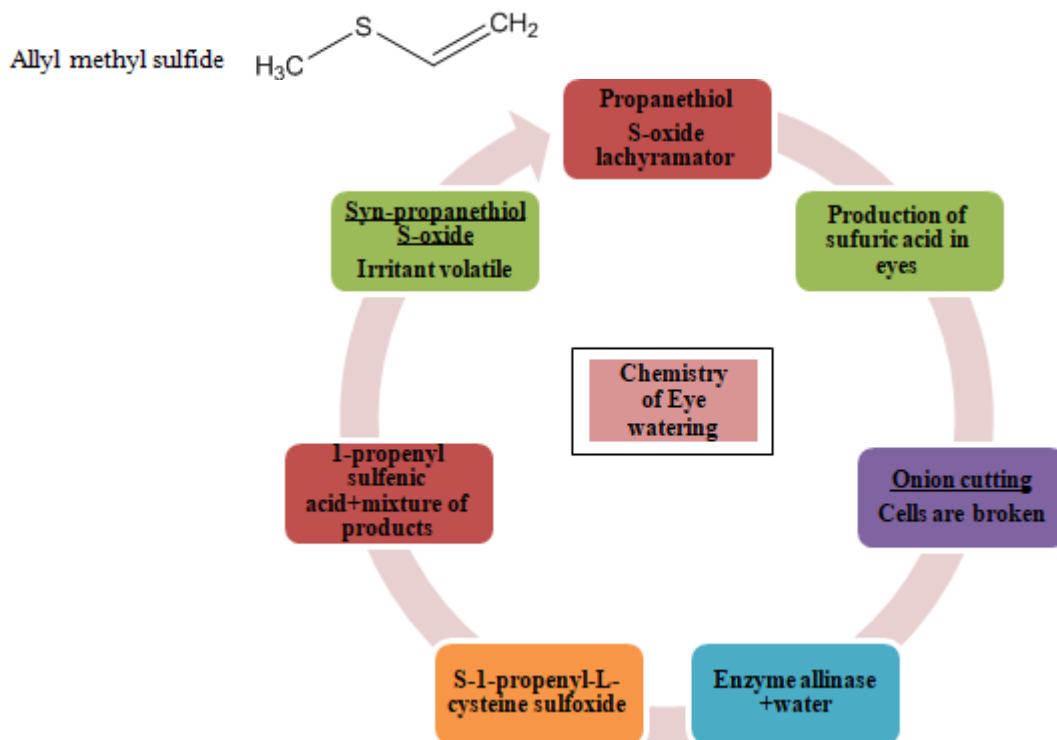 Allyl methyl sulfide
S
CH2
H3C
Propanethiol
S-oxide
lachyramator
Production of
sufuric acid in
eyes
Onion cutting
Cells are broken
Enzyme allinase
+water
S-1-propenyl-L-
cysteine sulfoxide
1-propenyl
sulfenic
acid+mixture of
products
Syn-propanethiol
S-oxide
Irritant volatile
Chemistry
of Eye
watering